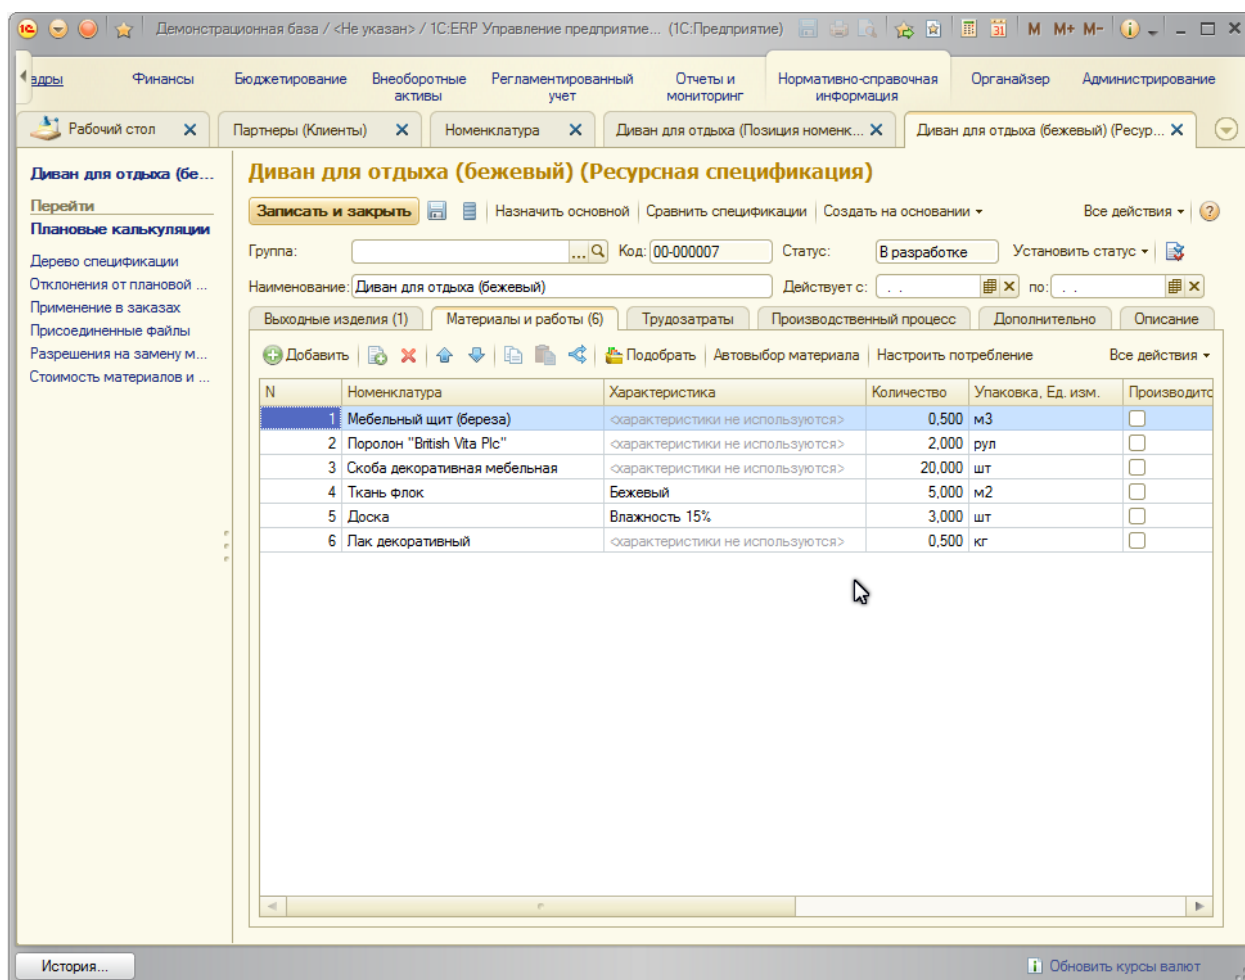 Демонстрационная база / <Не указан> / 1С:ERP Управление предприятие... (1С:Предприятие) 31 M M+ M-
адры Финансы Бюджетирование Внеоборотные активы Регламентированный учет Отчеты и мониторинг Нормативно-справочная информация Органайзер Администрирование
Рабочий стол Партнеры (Клиенты) Номенклатура Диван для отдыха (Позиция номенк... Диван для отдыха (бежевый) (Ресур...
Диван для отдыха (бе...
Перейти
Плановые калькуляции
Дерево спецификации
Отклонения от плановой ...
Применение в заказах
Присоединенные файлы
Разрешения на замену м...
Стоимость материалов и ...
Диван для отдыха (бежевый) (Ресурсная спецификация)
Записать и закрыть Назначить основной Сравнить спецификации Создать на основании Все действия ?
Группа: ... Код: 00-000007 Статус: В разработке Установить статус
Наименование: Диван для отдыха (бежевый) Действует с: . . по: . .
Выходные изделия (1) Материалы и работы (6) Трудозатраты Производственный процесс Дополнительно Описание
Добавить Подобрать Автовыбор материала Настроить потребление Все действия
N Номенклатура Характеристика Количество Упаковка, Ед. изм. Производитс
1 Мебельный щит (береза) <характеристики не используются> 0,500 м3
2 Поролон "British Vita Plc" <характеристики не используются> 2,000 рул
3 Скоба декоративная мебельная <характеристики не используются> 20,000 шт
4 Ткань флок Бежевый 5,000 м2
5 Доска Влажность 15% 3,000 шт
6 Лак декоративный <характеристики не используются> 0,500 кг
История... Обновить курсы валют